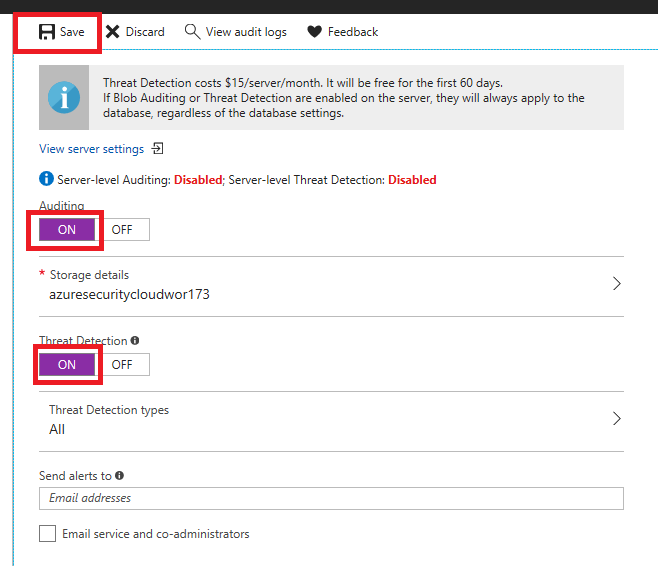 Save Discard View audit logs Feedback
Threat Detection costs $15/server/month. It will be free for the first 60 days.
If Blob Auditing or Threat Detection are enabled on the server, they will always apply to the
database, regardless of the database settings.
View server settings
Server-level Auditing: Disabled; Server-level Threat Detection: Disabled
Auditing
ON OFF
* Storage details
azuresecuritycloudwor173
Threat Detection
ON OFF
Threat Detection types
All
Send alerts to
Email addresses
Email service and co-administrators